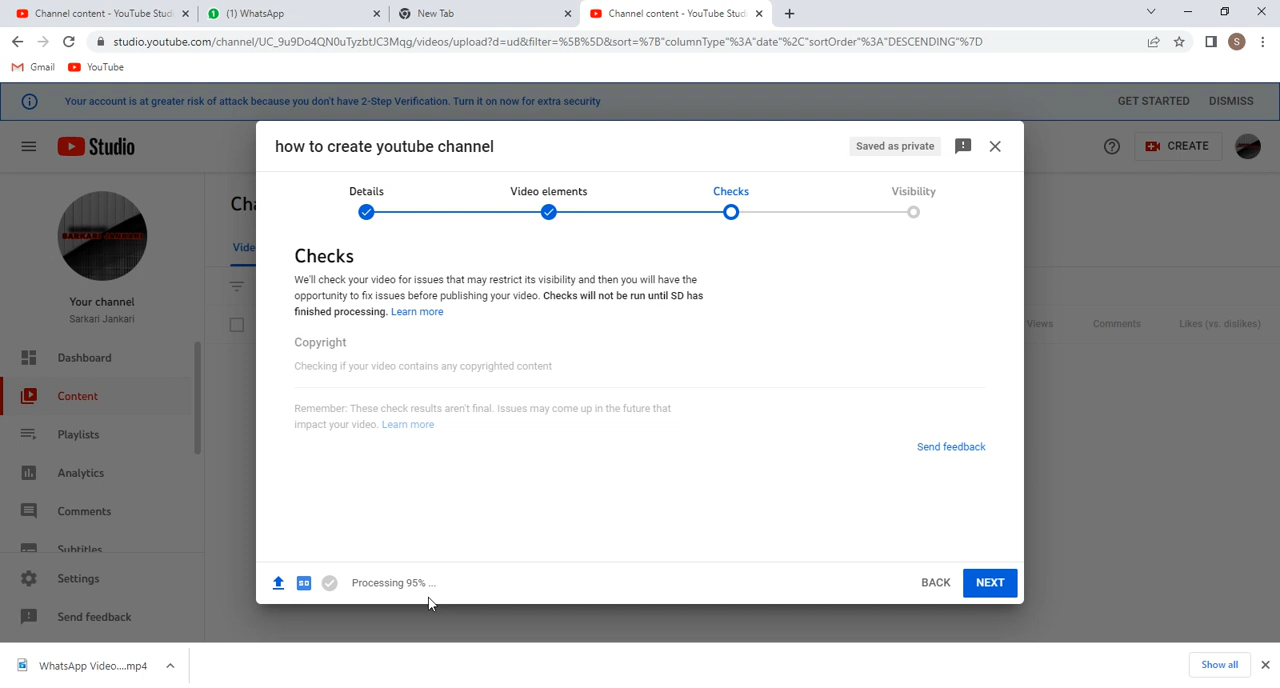 Channel content - YouTube Studi
(1) WhatsApp
New Tab
Channel content - YouTube Studi
studio.youtube.com/channel/UC_9u9Do4QN0uTyzbtJC3Mqg/videos/upload?d=ud&filter=%5B%5D&sort=%7B"columnType"%3A"date"%2C"sortOrder"%3A"DESCENDING"%7D
S
Gmail
YouTube
Your account is at greater risk of attack because you don't have 2-Step Verification. Turn it on now for extra security
GET STARTED
DISMISS
Studio
CREATE
how to create youtube channel
Saved as private
Details
Video elements
Checks
Visibility
SARKARI JANKARI
Your channel
Sarkari Jankari
Dashboard
Content
Playlists
Analytics
Comments
Subtitles
Settings
Send feedback
Cha
Vide
Views
Comments
Likes (vs. dislikes)
Checks
We'll check your video for issues that may restrict its visibility and then you will have the
opportunity to fix issues before publishing your video. Checks will not be run until SD has
finished processing. Learn more
Copyright
Checking if your video contains any copyrighted content
Remember: These check results aren't final. Issues may come up in the future that
impact your video. Learn more
Send feedback
SD
Processing 95% ...
BACK
NEXT
WhatsApp Video....mp4
Show all